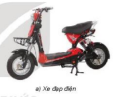 a) Xe đạp điện